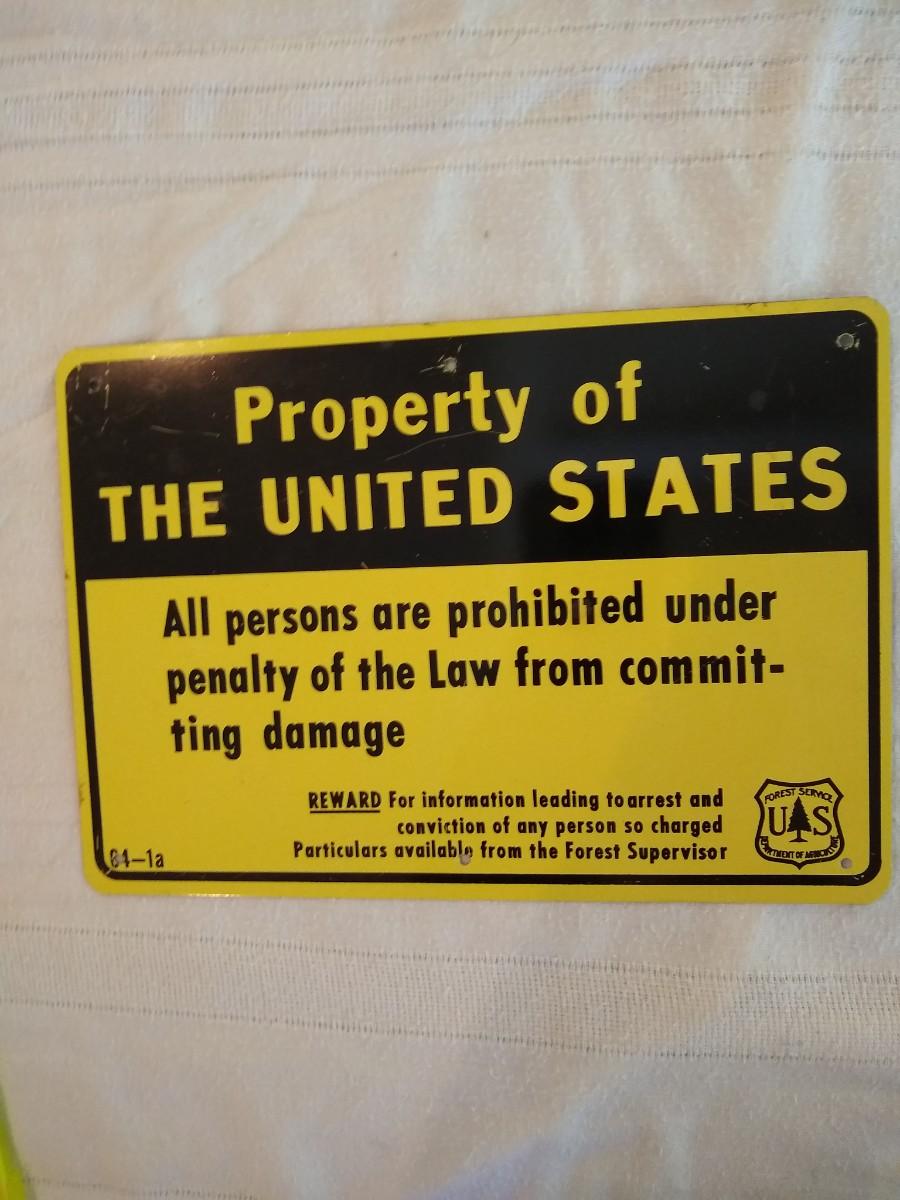 Property of
THE UNITED STATES
All persons are prohibited under
penalty of the Law from commit-
ting damage
REWARD For information leading to arrest and
conviction of any person so charged
Particulars available from the Forest Supervisor
FOREST SERVICE
U S
DEPARTMENT OF AGRICULTURE
64-1a